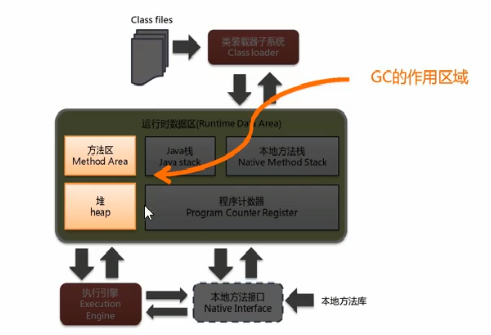 Class files
类装载器子系统
Class loader
GC的作用区域
运行时数据区(Runtime Data Area)
方法区
Method Area
Java栈
Java stack
本地方法栈
Native Method Stack
堆
heap
程序计数器
Program Counter Register
执行引擎
Execution
Engine
本地方法接口
Native Interface
本地方法库